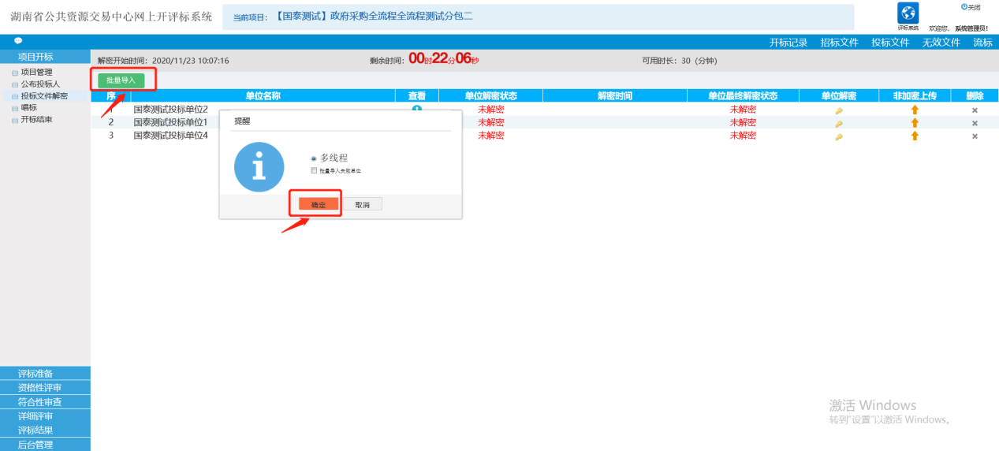 湖南省公共资源交易中心网上开评标系统
当前项目：【国泰测试】政府采购全流程全流程测试分包二
评标系统
关闭
欢迎您， 系统管理员!
开标记录 招标文件 投标文件 无效文件 流标
项目开标
项目管理
公布投标人
投标文件解密
唱标
开标结束
解密开始时间：2020/11/23 10:07:16 剩余时间：00时22分06秒 可用时长：30（分钟）
批量导入
序 单位名称 查看 单位解密状态 解密时间 单位最终解密状态 单位解密 非加密上传 删除
国泰测试投标单位2 未解密 未解密
2 国泰测试投标单位1 未解密 未解密
3 国泰测试投标单位4 未解密 未解密
提醒
多线程
批量导入失败单位
确定 取消
评标准备
资格性评审
符合性审查
详细评审
评标结果
后台管理
激活 Windows
转到"设置"以激活 Windows。